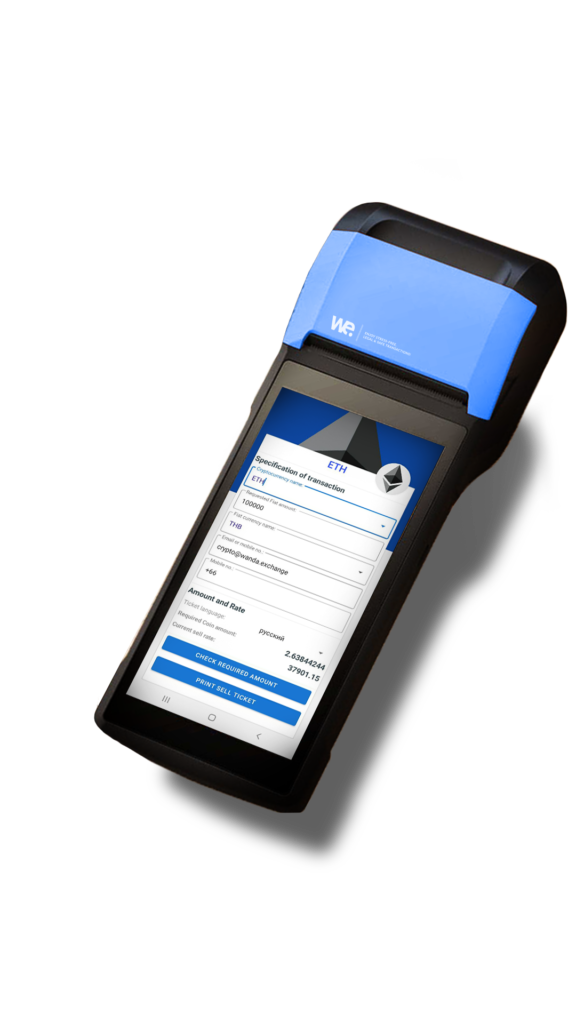 we.
ETH
Specification of transaction
Cryptocurrency name:
ETH
Requested Fiat amount:
100000
Fiat currency name:
THB
Email or mobile no.:
crypto@wanda.exchange
Mobile no.:
+66
Amount and Rate
Ticket language:
русский
Required Coin amount:
2.63844244
Current sell rate:
37901.15
CHECK REQUIRED AMOUNT
PRINT SELL TICKET